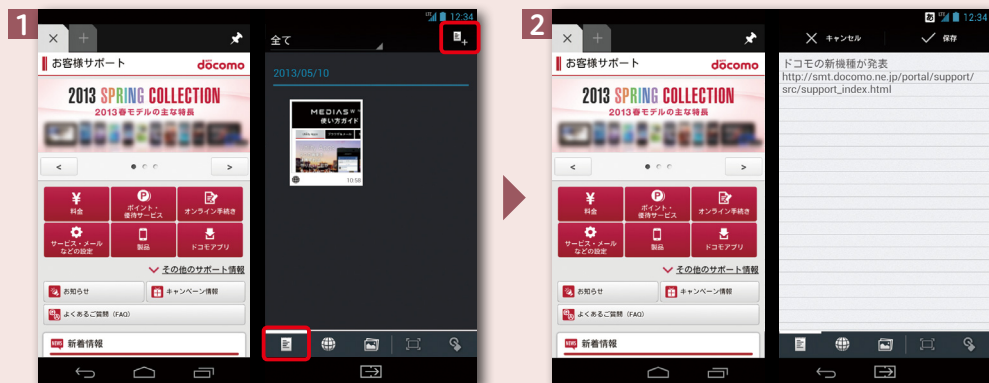 1
12:34
全て
お客様サポート
döcomo
2013/05/10
2013 SPRING COLLECTION
2013春モデルの主な特長
MEDIAS W
使い方ガイド
10:58
<
>
料金
ポイント・
優待サービス
オンライン手続き
サービス・メール
などの設定
製品
ドコモアプリ
その他のサポート情報
お知らせ
キャンペーン情報
よくあるご質問（FAQ）
NEWS 新着情報
2
あ
12:34
キャンセル
保存
お客様サポート
döcomo
ドコモの新機種が発表
http://smt.docomo.ne.jp/portal/support/
src/support_index.html
2013 SPRING COLLECTION
2013春モデルの主な特長
<
>
料金
ポイント・
優待サービス
オンライン手続き
サービス・メール
などの設定
製品
ドコモアプリ
その他のサポート情報
お知らせ
キャンペーン情報
よくあるご質問（FAQ）
NEWS 新着情報